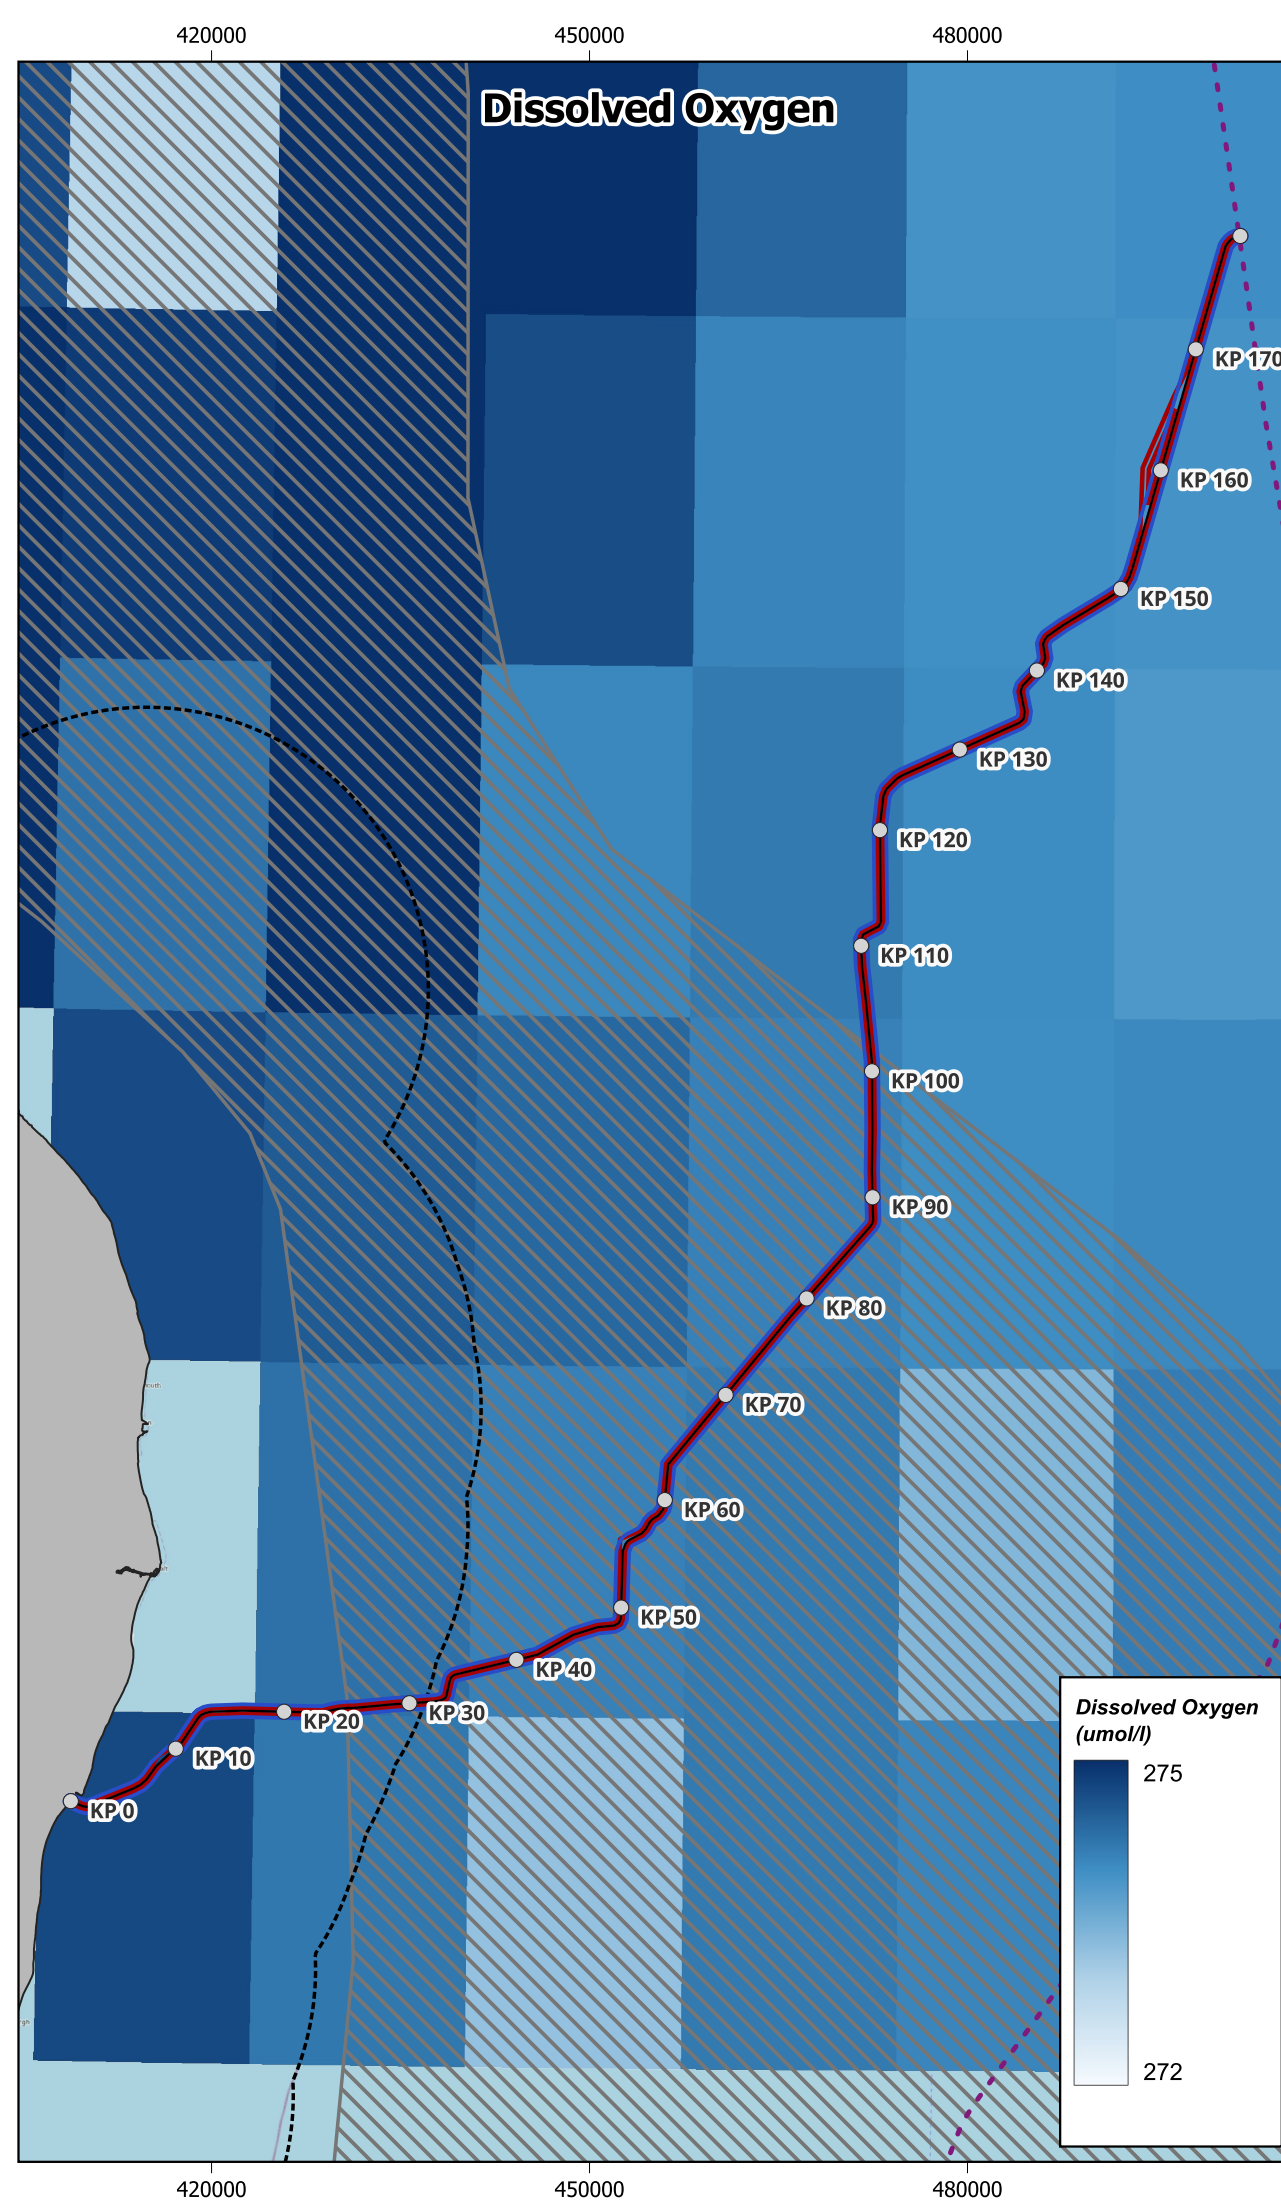 420000
450000
480000
Dissolved Oxygen
KP 170
KP 160
KP 150
KP 140
KP 130
KP 120
KP 110
KP 100
KP 90
KP 80
KP 70
KP 60
KP 50
KP 40
KP 30
KP 20
KP 10
KP 0
Dissolved Oxygen
(umol/l)
275
272
420000
450000
480000